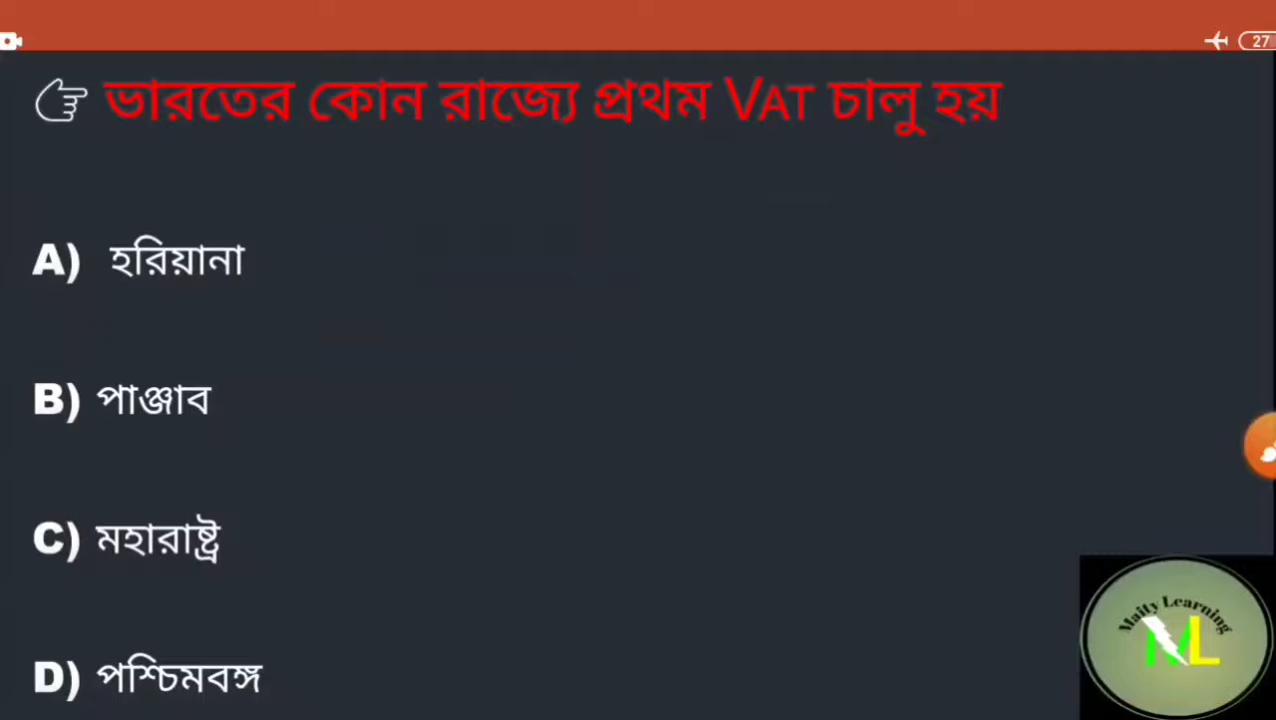 27
👉 ভারতের কোন রাজ্যে প্রথম VAT চালু হয়
A) হরিয়ানা
B) পাঞ্জাব
C) মহারাষ্ট্র
D) পশ্চিমবঙ্গ
Maity Learning
ML